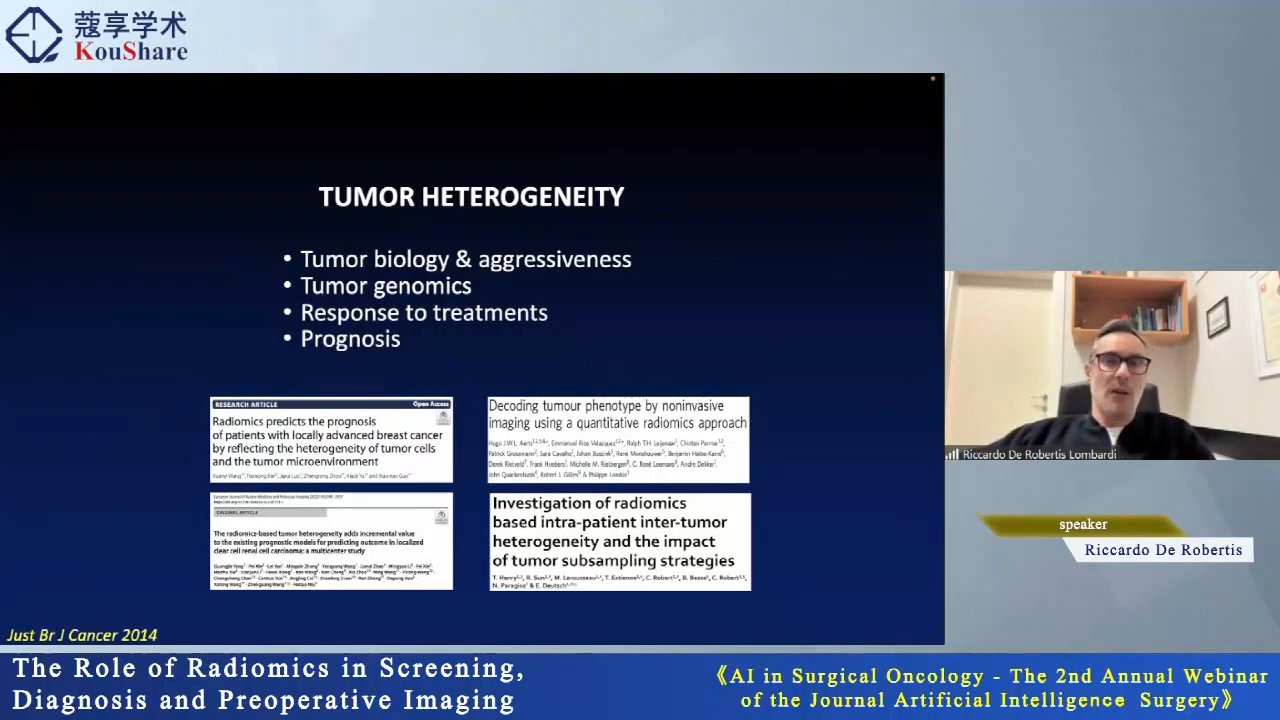 蔻享学术
KouShare
TUMOR HETEROGENEITY
• Tumor biology & aggressiveness
• Tumor genomics
• Response to treatments
• Prognosis
RESEARCH ARTICLE
Open Access
Radiomics predicts the prognosis
of patients with locally advanced breast cancer
by reflecting the heterogeneity of tumor cells
and the tumor microenvironment
Decoding tumour phenotype by noninvasive
imaging using a quantitative radiomics approach
ORIGINAL ARTICLE
The radiomics-based tumor heterogeneity adds incremental value
to the existing prognostic models for predicting outcome in localized
clear cell renal cell carcinoma: a multicenter study
Investigation of radiomics
based intra-patient inter-tumor
heterogeneity and the impact
of tumor subsampling strategies
Just Br J Cancer 2014
Riccardo De Robertis Lombardi
speaker
Riccardo De Robertis
The Role of Radiomics in Screening,
Diagnosis and Preoperative Imaging
《AI in Surgical Oncology - The 2nd Annual Webinar
of the Journal Artificial Intelligence Surgery》